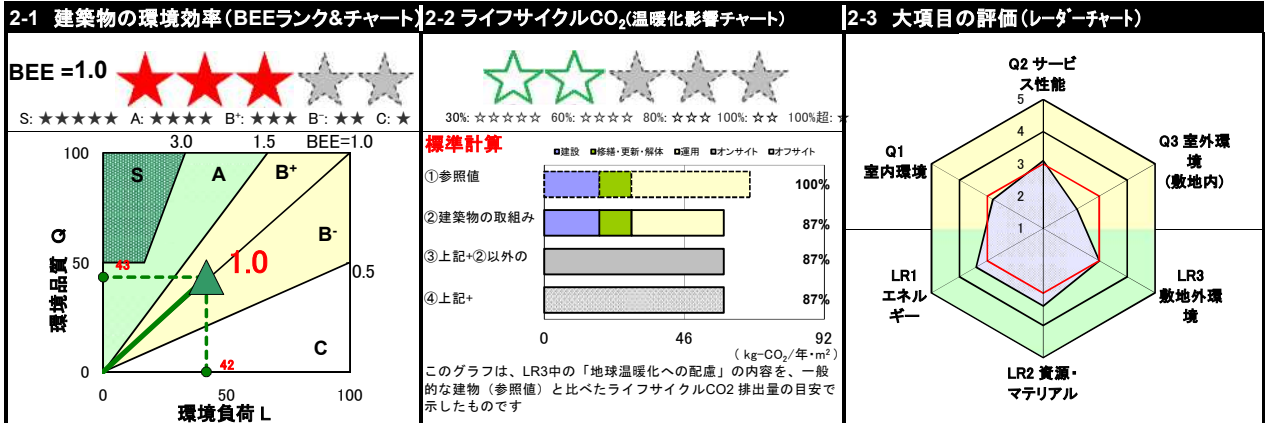 2-1 建築物の環境効率(BEEランク&チャート)
BEE =1.0
S: ★★★★★ A: ★★★★ B+: ★★★ B-: ★★ C: ★
3.0 1.5 BEE=1.0
100
S A B+
B-
50
43
1.0
0.5
C
42
0
0 50 100
環境品質 Q
環境負荷 L
2-2 ライフサイクルCO2(温暖化影響チャート)
30%: ☆☆☆☆☆ 60%: ☆☆☆☆ 80%: ☆☆☆ 100%: ☆☆ 100%超: ☆
標準計算
■建設 ■修繕・更新・解体 ■運用 ■オンサイト ■オフサイト
①参照値 100%
②建築物の取組み 87%
③上記+②以外の 87%
④上記+ 87%
0 46 92
( kg-CO2/年・m2 )
このグラフは、LR3中の「地球温暖化への配慮」の内容を、一般
的な建物(参照値)と比べたライフサイクルCO2 排出量の目安で
示したものです
2-3 大項目の評価(レーダーチャート)
Q2 サービ
ス性能
5
4
3
2
1
Q1
室内環境
Q3 室外環
境
(敷地内)
LR1
エネル
ギー
LR3
敷地外環
境
LR2 資源・
マテリアル